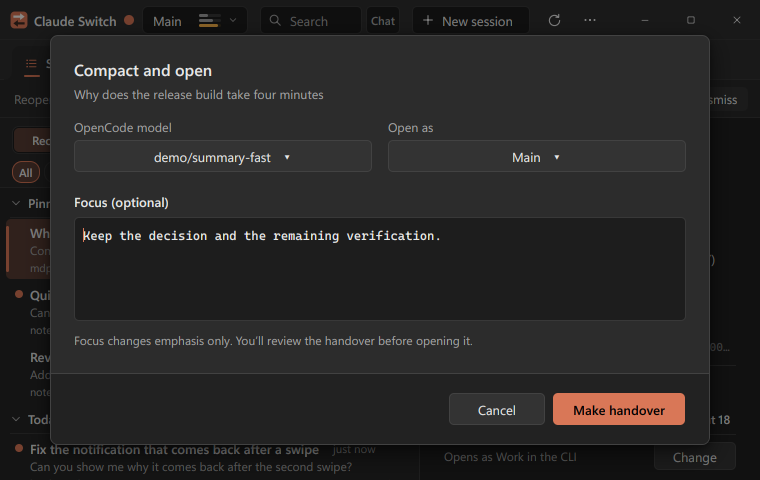 Claude Switch
Main
Search
Chat
New session
Compact and open
Why does the release build take four minutes
OpenCode model
Open as
demo/summary-fast
Main
Focus (optional)
Keep the decision and the remaining verification.
Focus changes emphasis only. You'll review the handover before opening it.
Cancel
Make handover
All
Fix the notification that comes back after a swipe
just now
Can you show me why it comes back after the second swipe?
Opens as Work in the CLI
Change